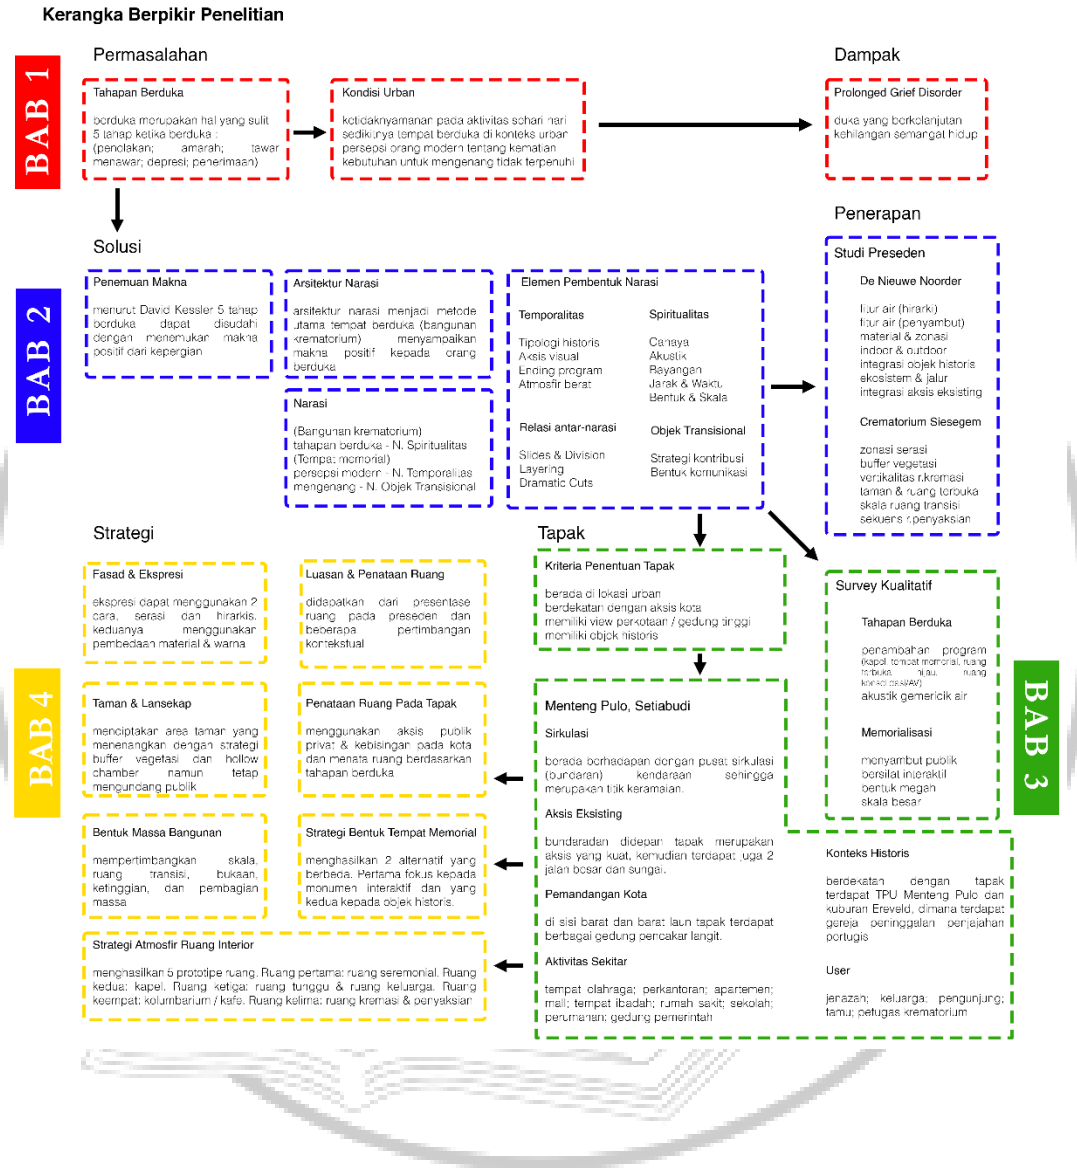 Kerangka Berpikir Penelitian
BAB 1
Permasalahan
Tahapan Berduka
berduka merupakan hal yang sulit
5 tahap ketika berduka :
(penolakan; amarah; tawar
menawar; depresi; penerimaan)
Kondisi Urban
ketidaknyamanan pada aktivitas sehari hari
sedikitnya tempat berduka di konteks urban
persepsi orang modern tentang kematian
kebutuhan untuk mengenang tidak terpenuhi
Dampak
Prolonged Grief Disorder
duka yang berkelanjutan
kehilangan semangat hidup
BAB 2
Solusi
Penemuan Makna
menurut David Kessler 5 tahap
berduka dapat disudahi
dengan menemukan makna
positif dari kepergian
Arsitektur Narasi
arsitektur narasi menjadi metode
utama tempat berduka (bangunan
krematorium) menyampaikan
makna positif kepada orang
berduka
Narasi
(Bangunan krematorium)
tahapan berduka - N. Spiritualitas
(Tempat memorial)
persepsi modern - N. Temporalitas
mengenang - N. Objek Transisional
Elemen Pembentuk Narasi
Temporalitas
Tipologi historis
Aksis visual
Ending program
Atmosfir berat
Spiritualitas
Cahaya
Akustik
Bayangan
Jarak & Waktu
Bentuk & Skala
Relasi antar-narasi
Slides & Division
Layering
Dramatic Cuts
Objek Transisional
Strategi kontribusi
Bentuk komunikasi
Penerapan
Studi Preseden
De Nieuwe Noorder
fitur air (hirarki)
fitur air (penyambut)
material & zonasi
indoor & outdoor
integrasi objek historis
ekosistem & jalur
integrasi aksis eksisting
Crematorium Siesegem
zonasi serasi
buffer vegetasi
vertikalitas r.kremasi
taman & ruang terbuka
skala ruang transisi
sekuens r.penyaksian
BAB 3
Tapak
Kriteria Penentuan Tapak
berada di lokasi urban
berdekatan dengan aksis kota
memiliki view perkotaan / gedung tinggi
memiliki objek historis
Survey Kualitatif
Tahapan Berduka
penambahan program
(kapel, tempat memorial, ruang
terbuka hijau, ruang
akustik gemericik air
Memorialisasi
menyambut publik
bersifat interaktif
bentuk megah
skala besar
Menteng Pulo, Setiabudi
Sirkulasi
berada berhadapan dengan pusat sirkulasi
(bundaran) kendaraan sehingga
merupakan titik keramaian.
Aksis Eksisting
bundaradan didepan tapak merupakan
aksis yang kuat, kemudian terdapat juga 2
jalan besar dan sungai.
Pemandangan Kota
di sisi barat dan barat laun tapak terdapat
berbagai gedung pencakar langit.
Aktivitas Sekitar
tempat olahraga; perkantoran; apartemen;
mall; tempat ibadah; rumah sakit; sekolah;
perumahan; gedung pemerintah
Konteks Historis
berdekatan dengan tapak
terdapat TPU Menteng Pulo dan
kuburan Ereveld, dimana terdapat
gereja peninggalan penjajahan
portugis
User
jenazah; keluarga; pengunjung;
tamu; petugas krematorium
BAB 4
Strategi
Fasad & Ekspresi
ekspresi dapat menggunakan 2
cara, serasi dan hirarkis.
keduanya menggunakan
pembedaan material & warna
Luasan & Penataan Ruang
didapatkan dari presentase
ruang pada preseden dan
beberapa pertimbangan
kontekstual
Taman & Lansekap
menciptakan area taman yang
menenangkan dengan strategi
buffer vegetasi dan hollow
chamber namun tetap
mengundang publik
Penataan Ruang Pada Tapak
menggunakan aksis publik
privat & kebisingan pada kota
dan menata ruang berdasarkan
tahapan berduka
Bentuk Massa Bangunan
mempertimbangkan skala,
ruang transisi, bukaan,
ketinggian, dan pembagian
massa
Strategi Bentuk Tempat Memorial
menghasilkan 2 alternatif yang
berbeda. Pertama fokus kepada
monumen interaktif dan yang
kedua kepada objek historis.
Strategi Atmosfir Ruang Interior
menghasilkan 5 prototipe ruang. Ruang pertama: ruang seremonial. Ruang
kedua: kapel. Ruang ketiga: ruang tunggu & ruang keluarga. Ruang
keempat: kolumbarium / kafe. Ruang kelima: ruang kremasi & penyaksian